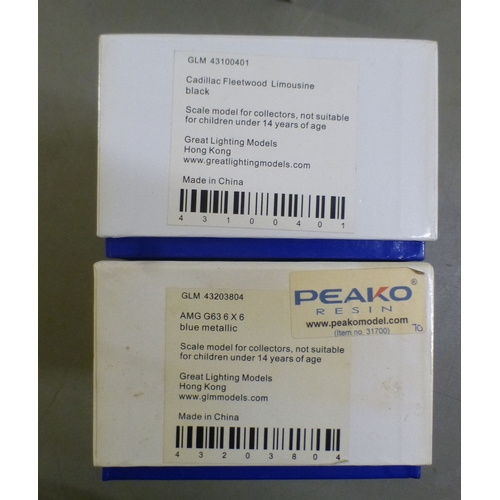 GLM 43100401
Cadillac Fleetwood Limousine
black
Scale model for collectors, not suitable
for children under 14 years of age
Great Lighting Models
Hong Kong
www.greatlightingmodels.com
Made in China
4 3 1 0 0 4 0 1
GLM 43203804
AMG G63 6 X 6
blue metallic
Scale model for collectors, not suitable
for children under 14 years of age
Great Lighting Models
Hong Kong
www.glmmodels.com
Made in China
4 3 2 0 3 8 0 4
PEAKO®
RESIN
www.peakomodel.com
(Item no. 31700)